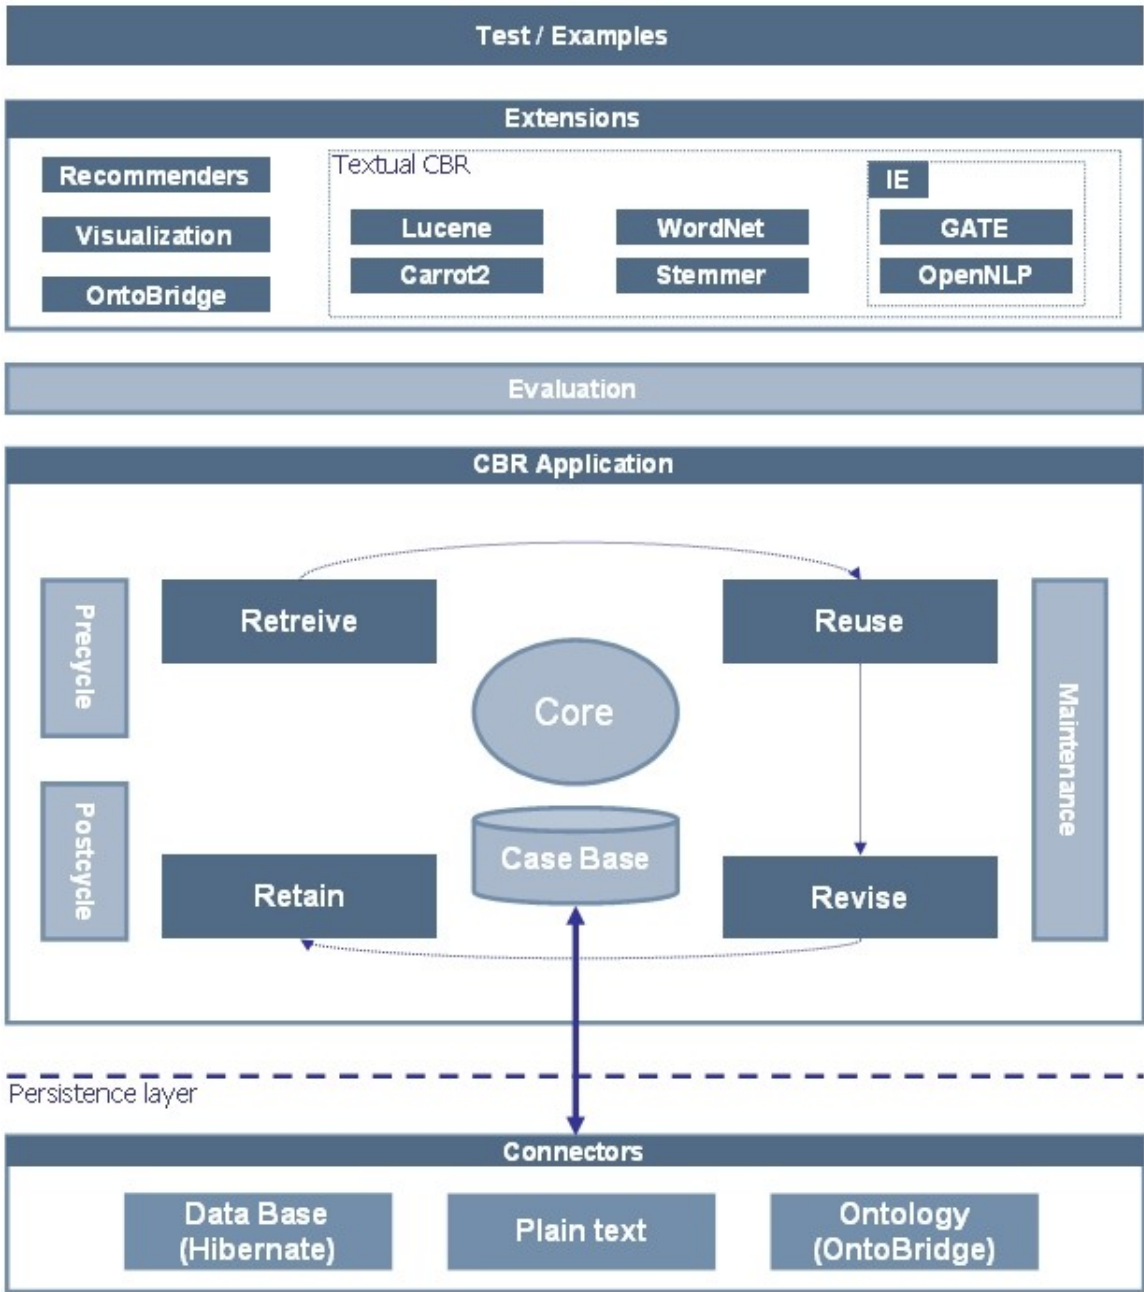 Test / Examples
Extensions
Recommenders
Visualization
OntoBridge
Textual CBR
Lucene
Carrot2
WordNet
Stemmer
IE
GATE
OpenNLP
Evaluation
CBR Application
Precycle
Postcycle
Retreive
Reuse
Core
Case Base
Retain
Revise
Maintenance
Persistence layer
Connectors
Data Base
(Hibernate)
Plain text
Ontology
(OntoBridge)